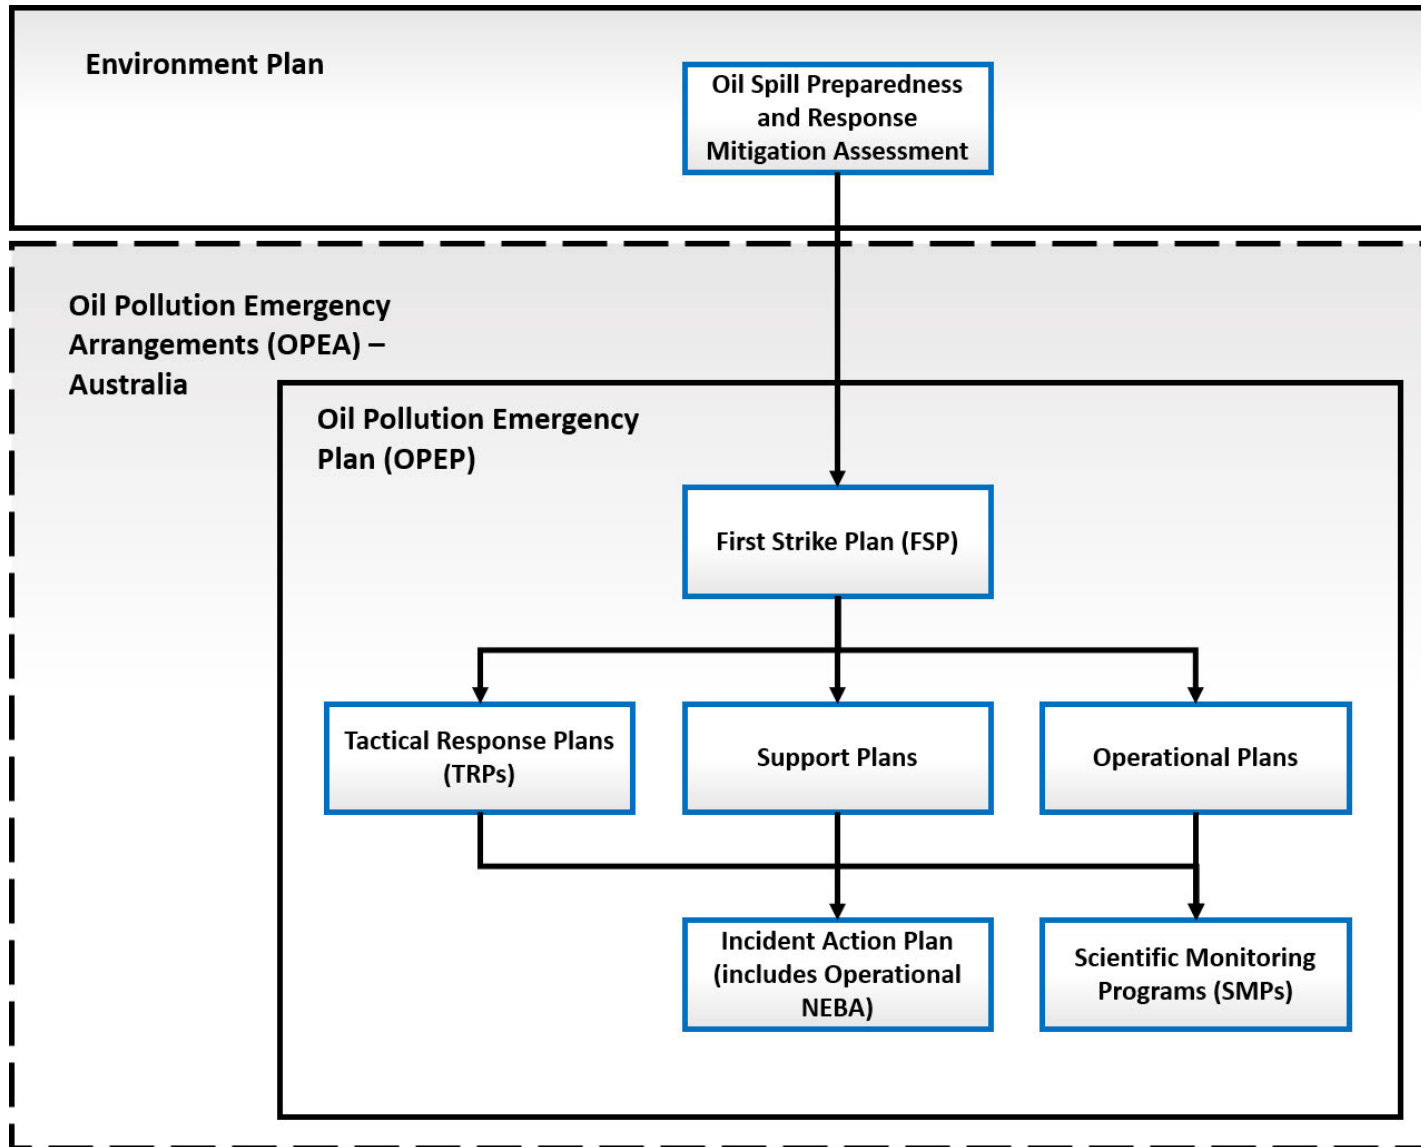 Environment Plan
Oil Spill Preparedness
and Response
Mitigation Assessment
Oil Pollution Emergency
Arrangements (OPEA) –
Australia
Oil Pollution Emergency
Plan (OPEP)
First Strike Plan (FSP)
Tactical Response Plans
(TRPs)
Support Plans
Operational Plans
Incident Action Plan
(includes Operational
NEBA)
Scientific Monitoring
Programs (SMPs)